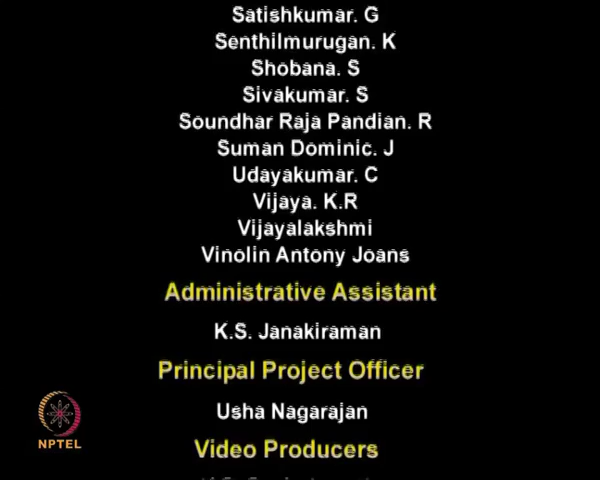 Satishkumar. G
Senthilmurugan. K
Shobana. S
Sivakumar. S
Soundhar Raja Pandian. R
Suman Dominic. J
Udayakumar. C
Vijaya. K.R
Vijayalakshmi
Vinolin Antony Joans
Administrative Assistant
K.S. Janakiraman
Principal Project Officer
Usha Nagarajan
NPTEL
Video Producers